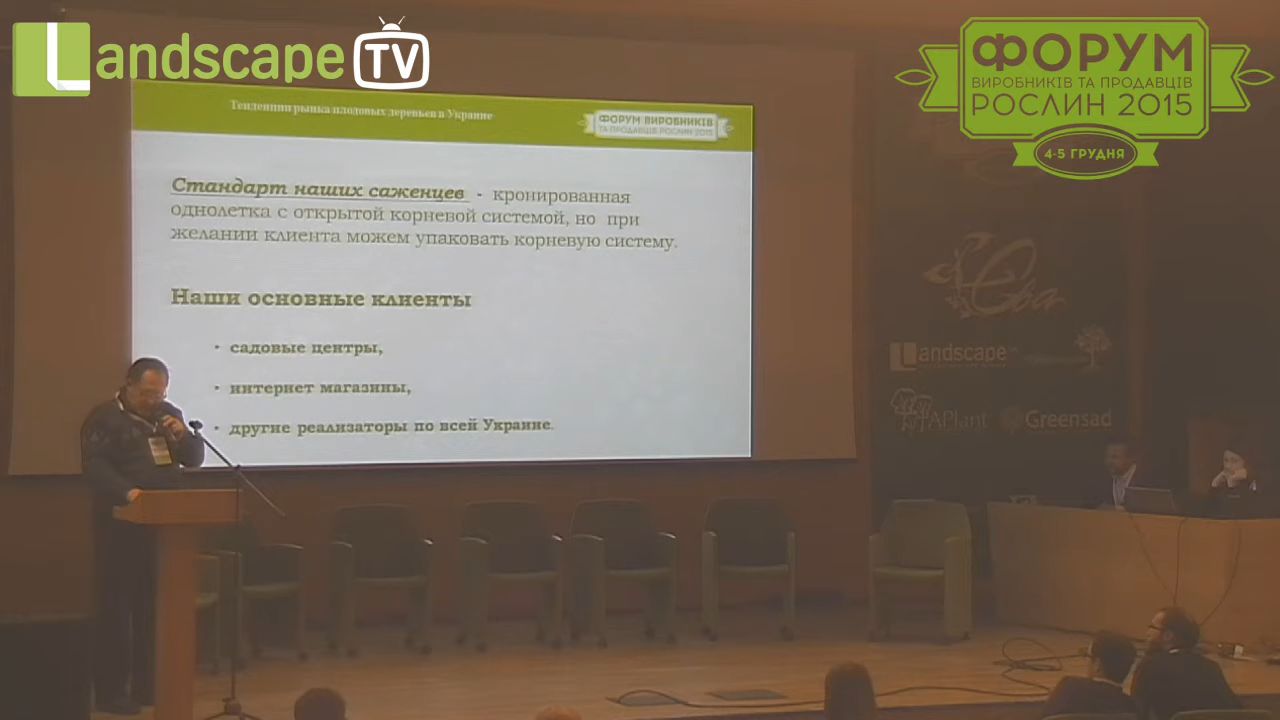 Landscape TV
ФОРУМ
ВИРОБНИКІВ ТА ПРОДАВЦІВ
РОСЛИН 2015
4-5 ГРУДНЯ
Тенденции рынка плодовых деревьев в Украине
ФОРУМ ВИРОБНИКІВ
ТА ПРОДАВЦІВ РОСЛИН 2015
Стандарт наших саженцев - кронированная
однолетка с открытой корневой системой, но при
желании клиента можем упаковать корневую систему.
Наши основные клиенты
• садовые центры,
• интернет магазины,
• другие реализаторы по всей Украине.
Landscape
APlant
Greensad